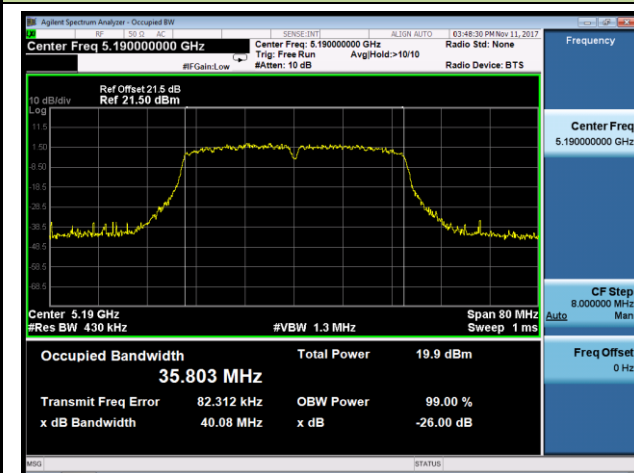 Agilent Spectrum Analyzer - Occupied BW
RF 50 Ω AC SENSE:INT ALIGN AUTO 03:48:30 PM Nov 11, 2017
Center Freq 5.190000000 GHz
Center Freq: 5.190000000 GHz
Radio Std: None
Trig: Free Run Avg|Hold:>10/10
#IFGain:Low #Atten: 10 dB Radio Device: BTS
Frequency
Ref Offset 21.5 dB
10 dB/div Ref 21.50 dBm
Log
11.5
1.50
-8.50
-18.5
-28.5
-38.5
-48.5
-58.5
-68.5
Center Freq
5.190000000 GHz
Center 5.19 GHz Span 80 MHz
#Res BW 430 kHz #VBW 1.3 MHz Sweep 1 ms
CF Step
8.000000 MHz
Auto Man
Occupied Bandwidth Total Power 19.9 dBm
35.803 MHz
Transmit Freq Error 82.312 kHz OBW Power 99.00 %
x dB Bandwidth 40.08 MHz x dB -26.00 dB
Freq Offset
0 Hz
MSG STATUS